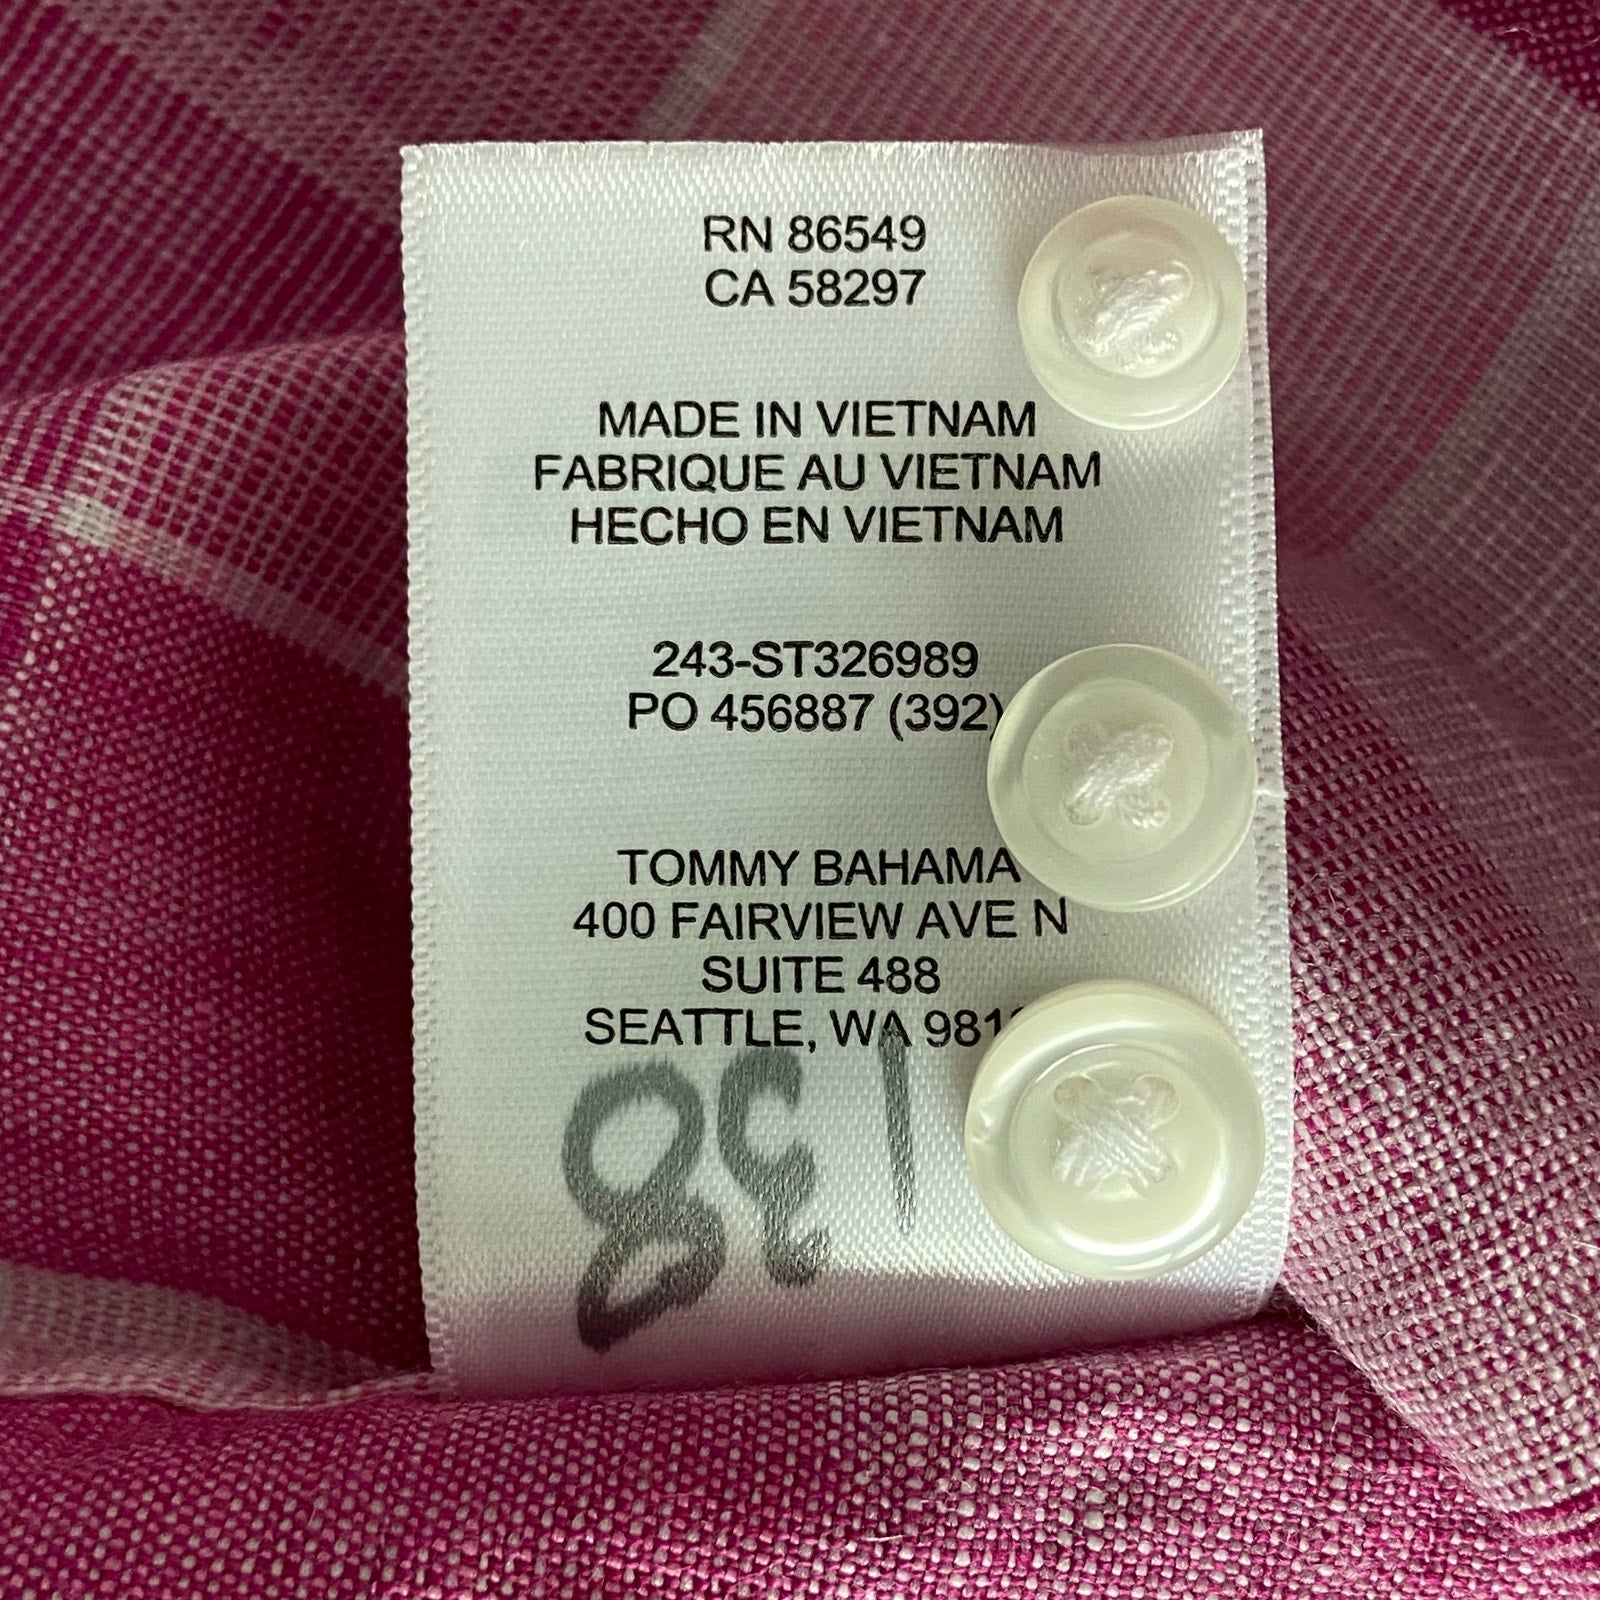 RN 86549
CA 58297
MADE IN VIETNAM
FABRIQUE AU VIETNAM
HECHO EN VIETNAM
243-ST326989
PO 456887 (392)
TOMMY BAHAMA
400 FAIRVIEW AVE N
SUITE 488
SEATTLE, WA